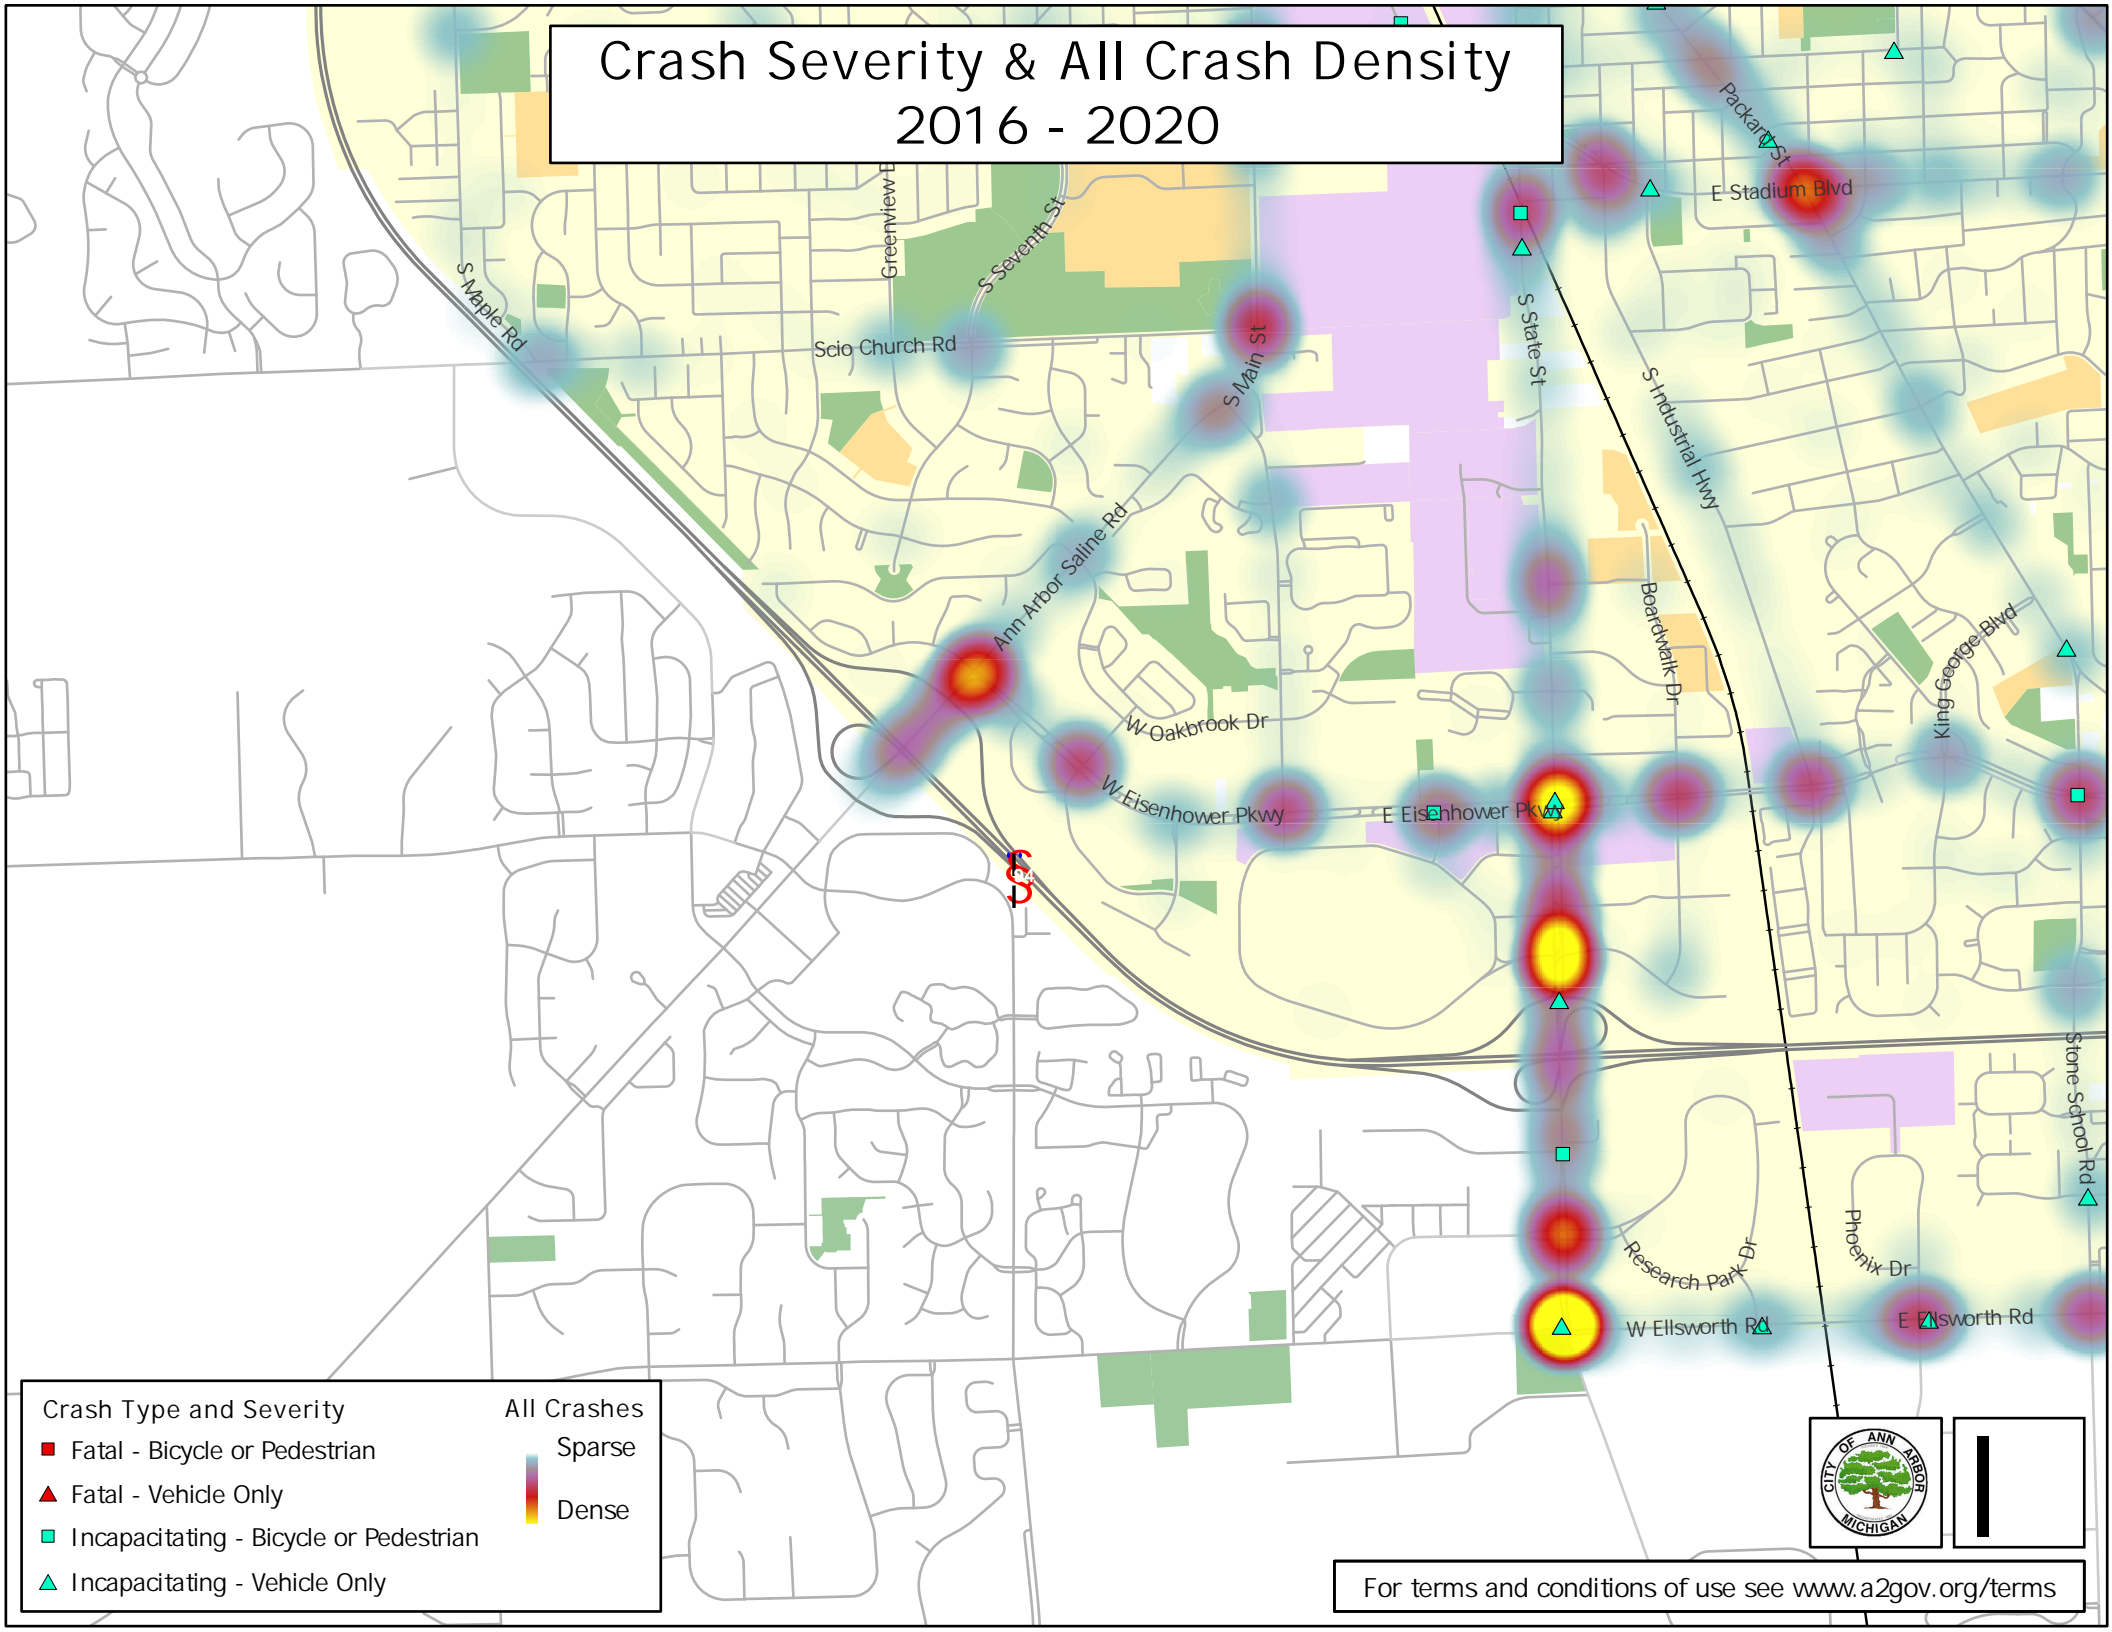 Crash Severity & All Crash Density
2016 - 2020
Packard St
E Stadium Blvd
Greenview
S Seventh St
S Maple Rd
Scio Church Rd
S Main St
S State St
S Industrial Hwy
Ann Arbor Saline Rd
Boardwalk Dr
King George Blvd
W Oakbrook Dr
W Eisenhower Pkwy
E Eisenhower Pkwy
S
S
Stone School Rd
Research Park Dr
Phoenix Dr
W Ellsworth Rd
E Ellsworth Rd
Crash Type and Severity
Fatal - Bicycle or Pedestrian
Fatal - Vehicle Only
Incapacitating - Bicycle or Pedestrian
Incapacitating - Vehicle Only
All Crashes
Sparse
Dense
CITY OF ANN ARBOR
MICHIGAN
For terms and conditions of use see www.a2gov.org/terms